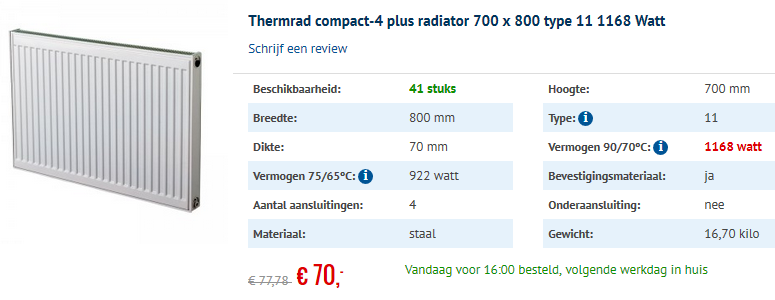 Thermrad compact-4 plus radiator 700 x 800 type 11 1168 Watt
Schrijf een review
Beschikbaarheid: 41 stuks Hoogte: 700 mm
Breedte: 800 mm Type: i 11
Dikte: 70 mm Vermogen 90/70ºC: i 1168 watt
Vermogen 75/65ºC: i 922 watt Bevestigingsmateriaal: ja
Aantal aansluitingen: 4 Onderaansluiting: nee
Materiaal: staal Gewicht: 16,70 kilo
€ 77,78 € 70,- Vandaag voor 16:00 besteld, volgende werkdag in huis